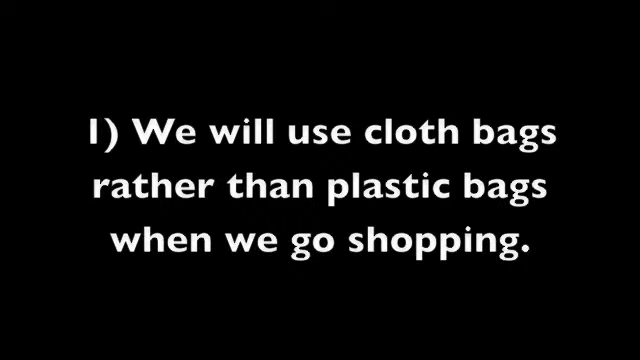 1) We will use cloth bags
rather than plastic bags
when we go shopping.